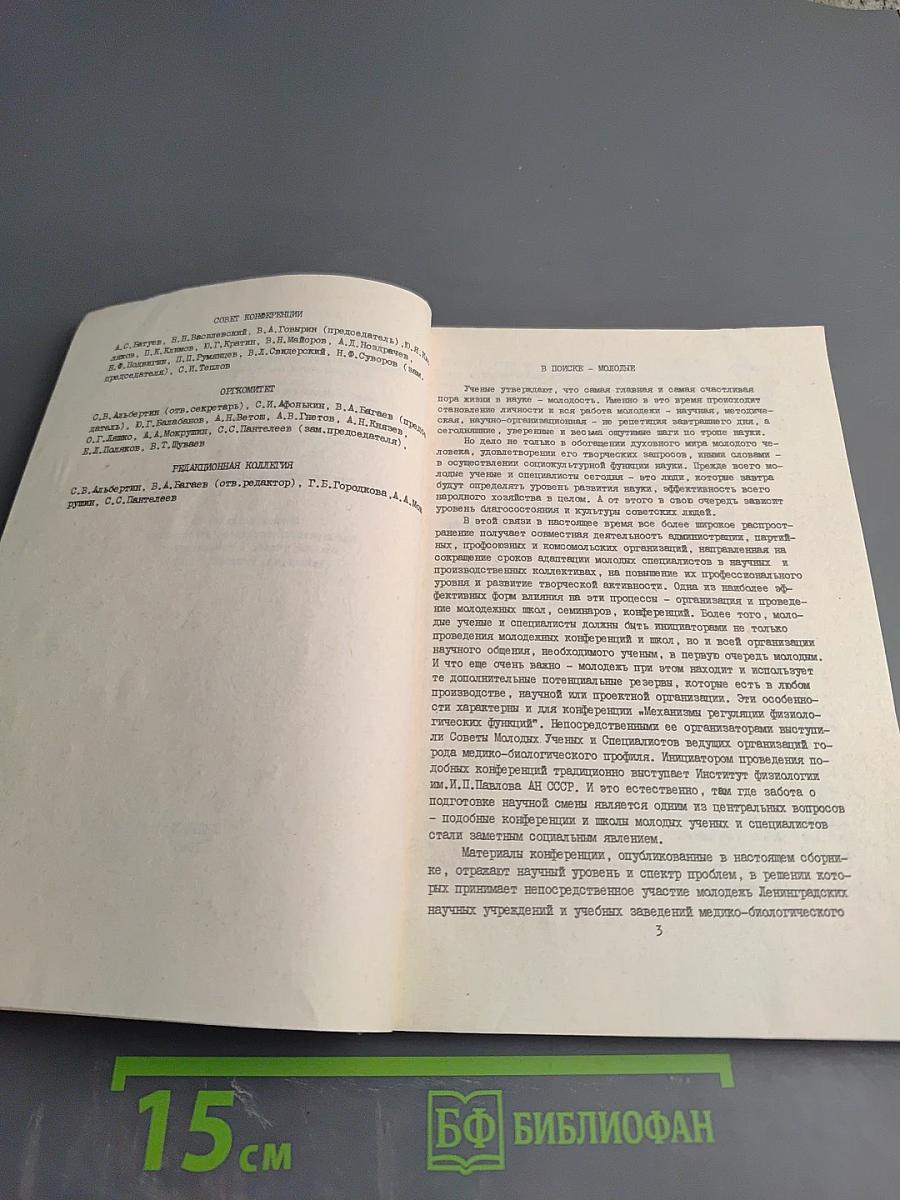 СОВЕТ КОНФЕРЕНЦИИ
А.С.Батуев, Н.Н.Василевский, В.А.Говырин (председатель), Ю.Н.
ляков, П.К.Климов, Ю.Г.Кратин, В.Н.Майоров, А.Д.Ноздрачев,
Н.Ф.Подвигин, П.П.Румянцев, В.Л.Свидерский, Н.Ф.Суворов (зам.
председателя), С.И.Теплов
ОРГКОМИТЕТ
С.В.Альбертин (отв.секретарь), С.И.Афонькин, В.А.Багаев (предсе-
датель), Ю.Г.Балабанов, А.Н.Ветош, А.В.Гнетов, А.Н.Князев,
О.Г.Ляшко, А.А.Мокрушин, С.С.Пантелеев (зам.председателя),
Е.Л.Поляков, В.Т.Шуваев
РЕДАКЦИОННАЯ КОЛЛЕГИЯ
С.В.Альбертин, В.А.Багаев (отв.редактор), Г.Б.Городкова, А.А.Мок
рушин, С.С.Пантелеев
В ПОИСКЕ - МОЛОДЫЕ
Ученые утверждают, что самая главная и самая счастливая
пора жизни в науке - молодость. Именно в это время происходит
становление личности и вся работа молодежи - научная, методиче-
ская, научно-организационная - не репетиция завтрашнего дня, а
сегодняшние, уверенные и весьма ощутимые шаги по тропе науки.
Но дело не только в обогащении духовного мира молодого че-
ловека, удовлетворении его творческих запросов, иными словами -
в осуществлении социокультурной функции науки. Прежде всего мо-
лодые ученые и специалисты сегодня - это люди, которые завтра
будут определять уровень развития науки, эффективность всего
народного хозяйства в целом. А от этого в свою очередь зависит
уровень благосостояния и культуры советских людей.
В этой связи в настоящее время все более широкое распрост-
ранение получает совместная деятельность администрации, партий-
ных, профсоюзных и комсомольских организаций, направленная на
сокращение сроков адаптации молодых специалистов в научных и
производственных коллективах, на повышение их профессионального
уровня и развитие творческой активности. Одна из наиболее эф-
фективных форм влияния на эти процессы - организация и проведе-
ние молодежных школ, семинаров, конференций. Более того, моло-
дые ученые и специалисты должны быть инициаторами не только
проведения молодежных конференций и школ, но и всей организации
научного общения, необходимого ученым, в первую очередь молодым.
И что еще очень важно - молодежь при этом находит и использует
те дополнительные потенциальные резервы, которые есть в любом
производстве, научной или проектной организации. Эти особенно-
сти характерны и для конференции „Механизмы регуляции физиоло-
гических функций". Непосредственными ее организаторами выступи-
ли Советы Молодых Ученых и Специалистов ведущих организаций го-
рода медико-биологического профиля. Инициатором проведения по-
добных конференций традиционно выступает Институт физиологии
им.И.П.Павлова АН СССР. И это естественно, там где забота о
подготовке научной смены является одним из центральных вопросов
- подобные конференции и школы молодых ученых и специалистов
стали заметным социальным явлением.
Материалы конференции, опубликованные в настоящем сборни-
ке, отражают научный уровень и спектр проблем, в решении кото-
рых принимает непосредственное участие молодежь Ленинградских
научных учреждений и учебных заведений медико-биологического
3
15 см
БФ БИБЛИОФАН